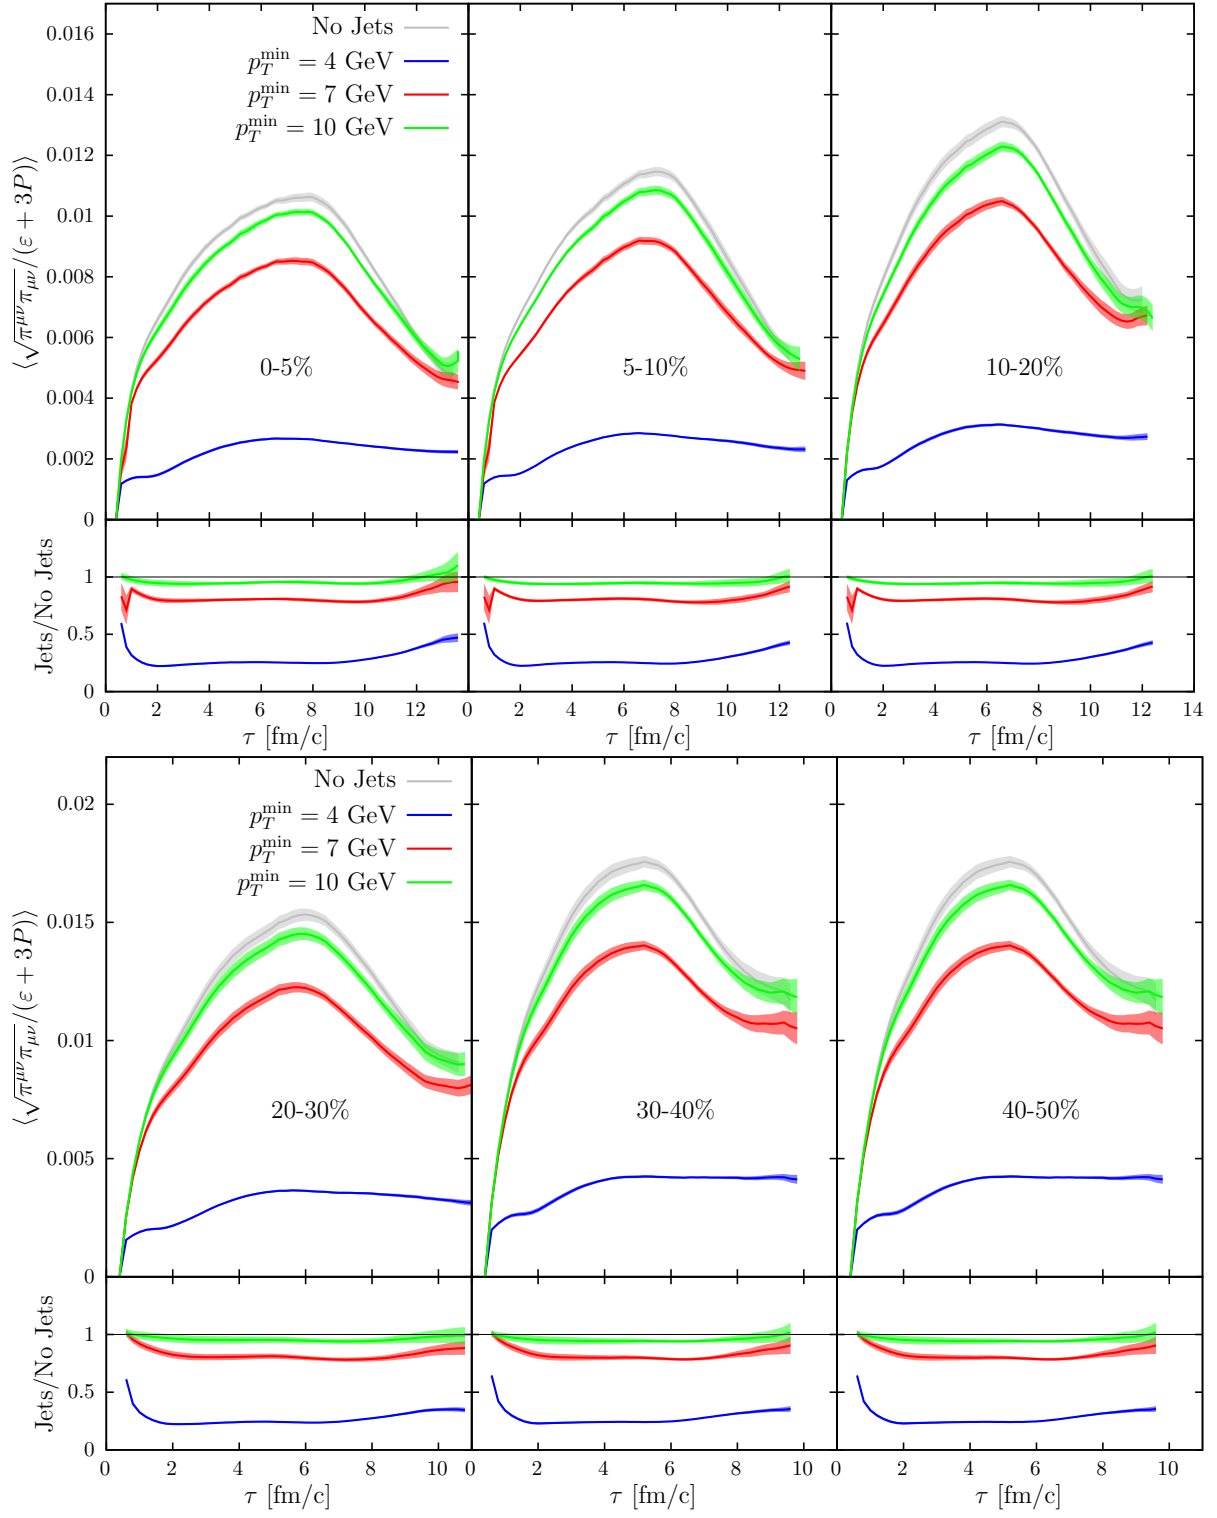 No Jets
p_T^min = 4 GeV
p_T^min = 7 GeV
p_T^min = 10 GeV
⟨√π^μν π_μν/(ε + 3P)⟩
0.016
0.014
0.012
0.01
0.008
0.006
0.004
0.002
0
0-5%
5-10%
10-20%
Jets/No Jets
1
0.5
0
0 2 4 6 8 10 12 0 2 4 6 8 10 12 0 2 4 6 8 10 12 14
τ [fm/c]
τ [fm/c]
τ [fm/c]
No Jets
p_T^min = 4 GeV
p_T^min = 7 GeV
p_T^min = 10 GeV
⟨√π^μν π_μν/(ε + 3P)⟩
0.02
0.015
0.01
0.005
0
20-30%
30-40%
40-50%
Jets/No Jets
1
0.5
0
0 2 4 6 8 10 0 2 4 6 8 10 0 2 4 6 8 10
τ [fm/c]
τ [fm/c]
τ [fm/c]